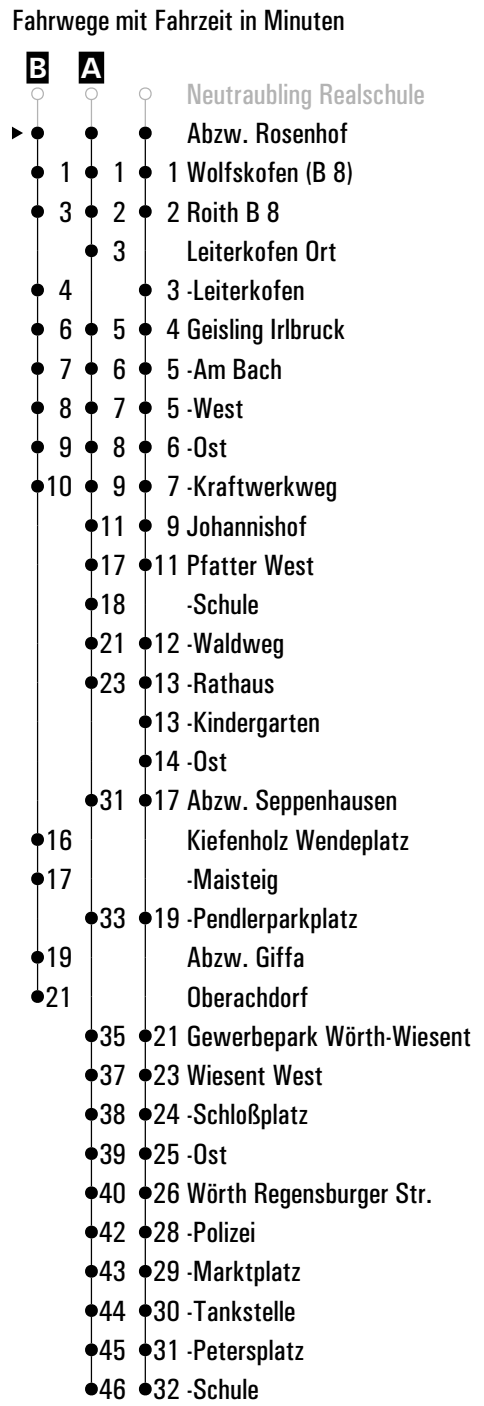 Fahrwege mit Fahrzeit in Minuten
B A
Neutraubling Realschule
Abzw. Rosenhof
1 1 1 Wolfskofen (B 8)
3 2 2 Roith B 8
3 Leiterkofen Ort
4 3 -Leiterkofen
6 5 4 Geisling Irlbruck
7 6 5 -Am Bach
8 7 5 -West
9 8 6 -Ost
10 9 7 -Kraftwerkweg
11 9 Johannishof
17 11 Pfatter West
18 -Schule
21 12 -Waldweg
23 13 -Rathaus
13 -Kindergarten
14 -Ost
31 17 Abzw. Seppenhausen
16 Kiefenholz Wendeplatz
17 -Maisteig
33 19 -Pendlerparkplatz
19 Abzw. Giffa
21 Oberachdorf
35 21 Gewerbepark Wörth-Wiesent
37 23 Wiesent West
38 24 -Schloßplatz
39 25 -Ost
40 26 Wörth Regensburger Str.
42 28 -Polizei
43 29 -Marktplatz
44 30 -Tankstelle
45 31 -Petersplatz
46 32 -Schule